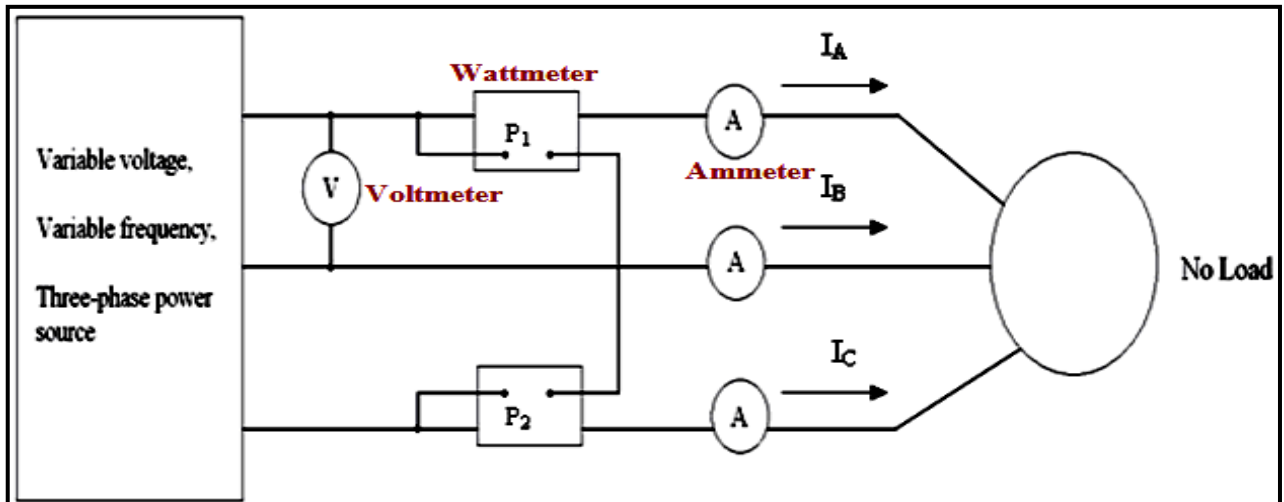 Variable voltage,
Variable frequency,
Three-phase power
source
Wattmeter
P₁
V
Voltmeter
P₂
A
Ammeter
A
A
I_A
I_B
I_C
No Load